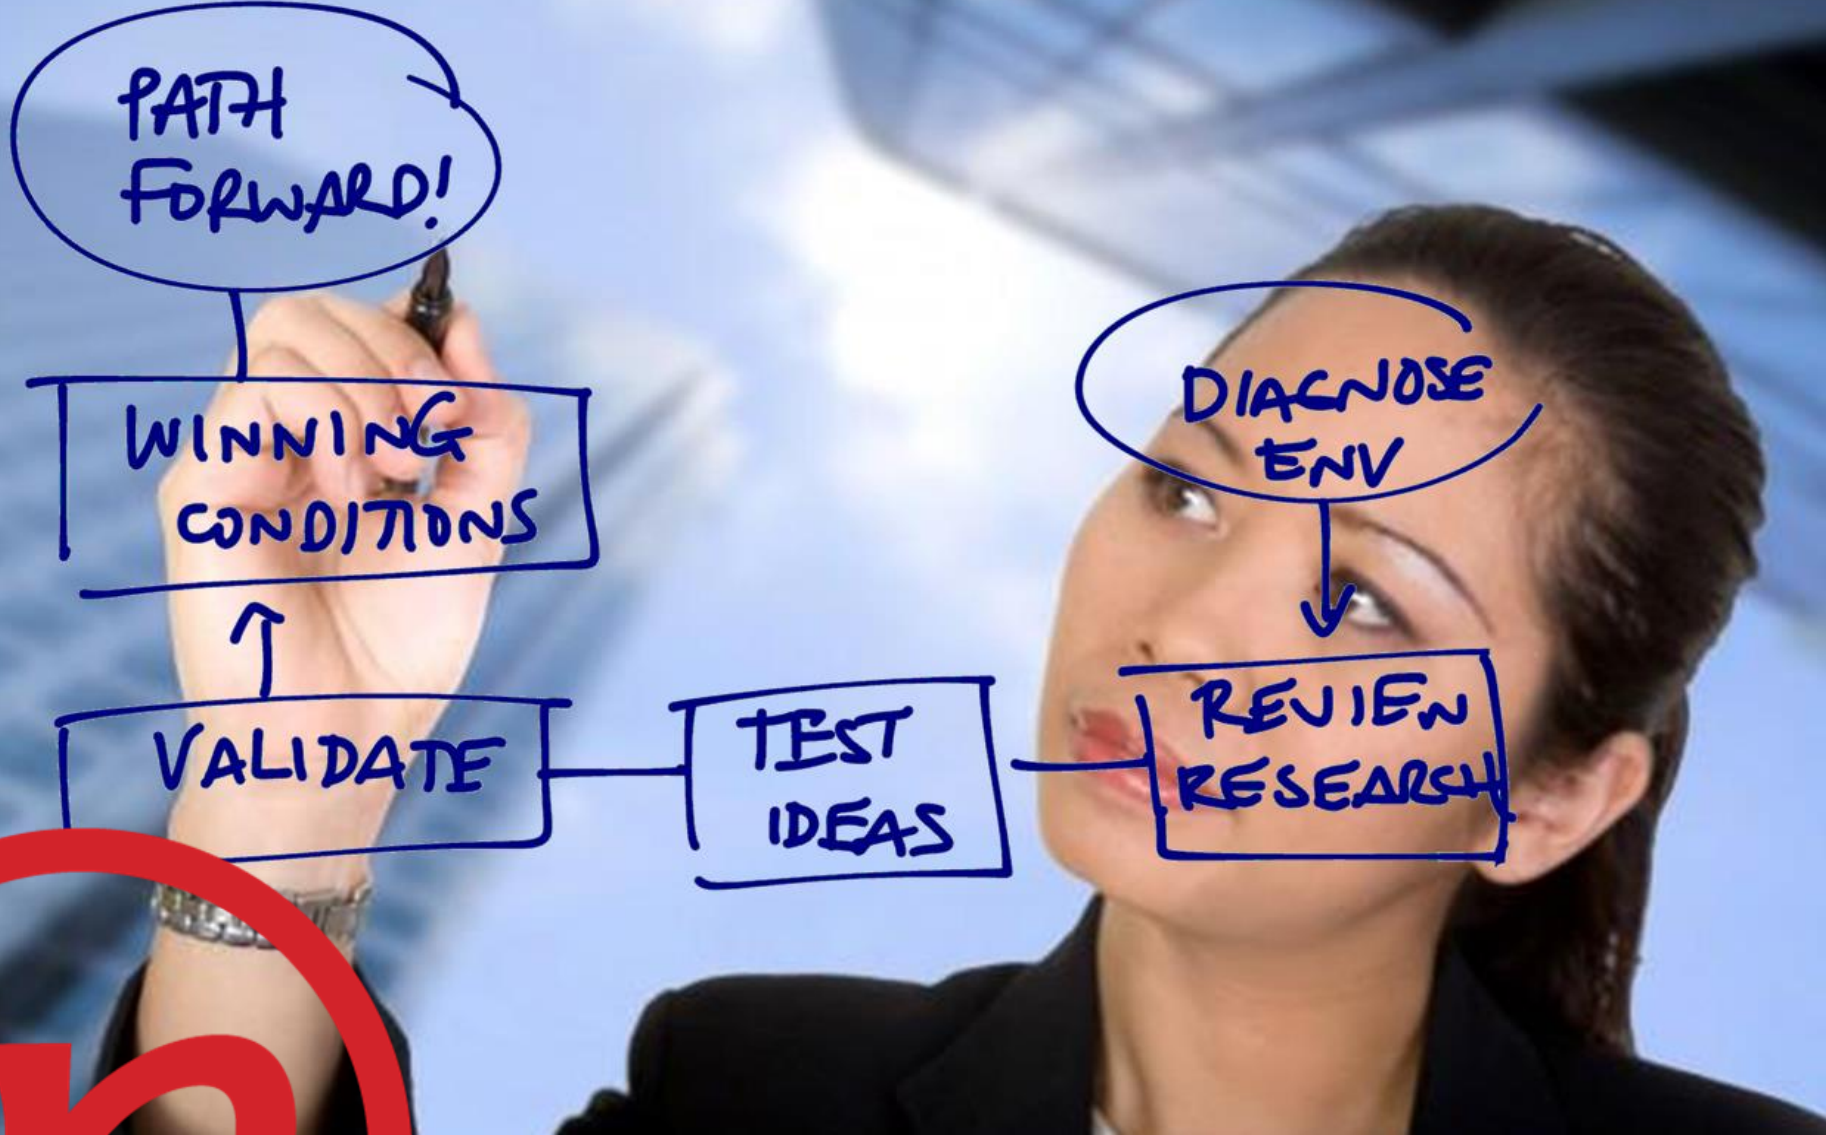 PATH
FORWARD!
WINNING
CONDITIONS
VALIDATE
TEST
IDEAS
DIAGNOSE
ENV
REVIEW
RESEARCH
n